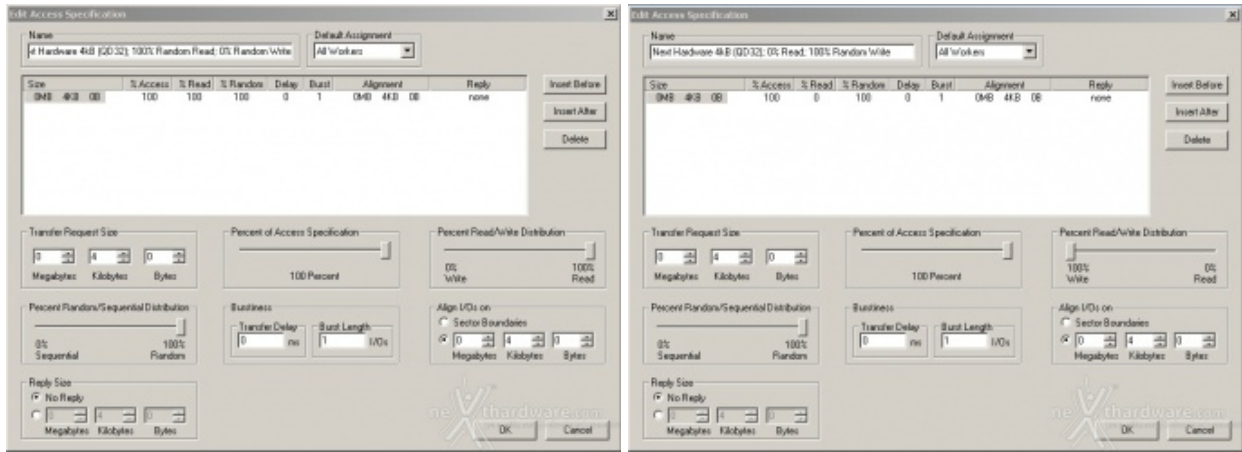 Edit Access Specification
Name
xt Hardware 4kB (QD32); 100% Random Read; 0% Random Write
Default Assignment
All Workers
Size % Access % Read % Random Delay Burst Alignment Reply
0MB 4KB 0B 100 100 100 0 1 0MB 4KB 0B none
Insert Before
Insert After
Delete
Transfer Request Size
0 4 0
Megabytes Kilobytes Bytes
Percent of Access Specification
100 Percent
Percent Read/Write Distribution
0% 100%
Write Read
Percent Random/Sequential Distribution
0% 100%
Sequential Random
Burstiness
Transfer Delay
0 ms
Burst Length
1 I/Os
Align I/Os on
Sector Boundaries
0 4 0
Megabytes Kilobytes Bytes
Reply Size
No Reply
0 4 0
Megabytes Kilobytes Bytes
nexthardware.com
OK Cancel
Edit Access Specification
Name
Next Hardware 4kB (QD32); 0% Read; 100% Random Write
Default Assignment
All Workers
Size % Access % Read % Random Delay Burst Alignment Reply
0MB 4KB 0B 100 0 100 0 1 0MB 4KB 0B none
Insert Before
Insert After
Delete
Transfer Request Size
0 4 0
Megabytes Kilobytes Bytes
Percent of Access Specification
100 Percent
Percent Read/Write Distribution
100% 0%
Write Read
Percent Random/Sequential Distribution
0% 100%
Sequential Random
Burstiness
Transfer Delay
0 ms
Burst Length
1 I/Os
Align I/Os on
Sector Boundaries
0 4 0
Megabytes Kilobytes Bytes
Reply Size
No Reply
0 4 0
Megabytes Kilobytes Bytes
nexthardware.com
OK Cancel